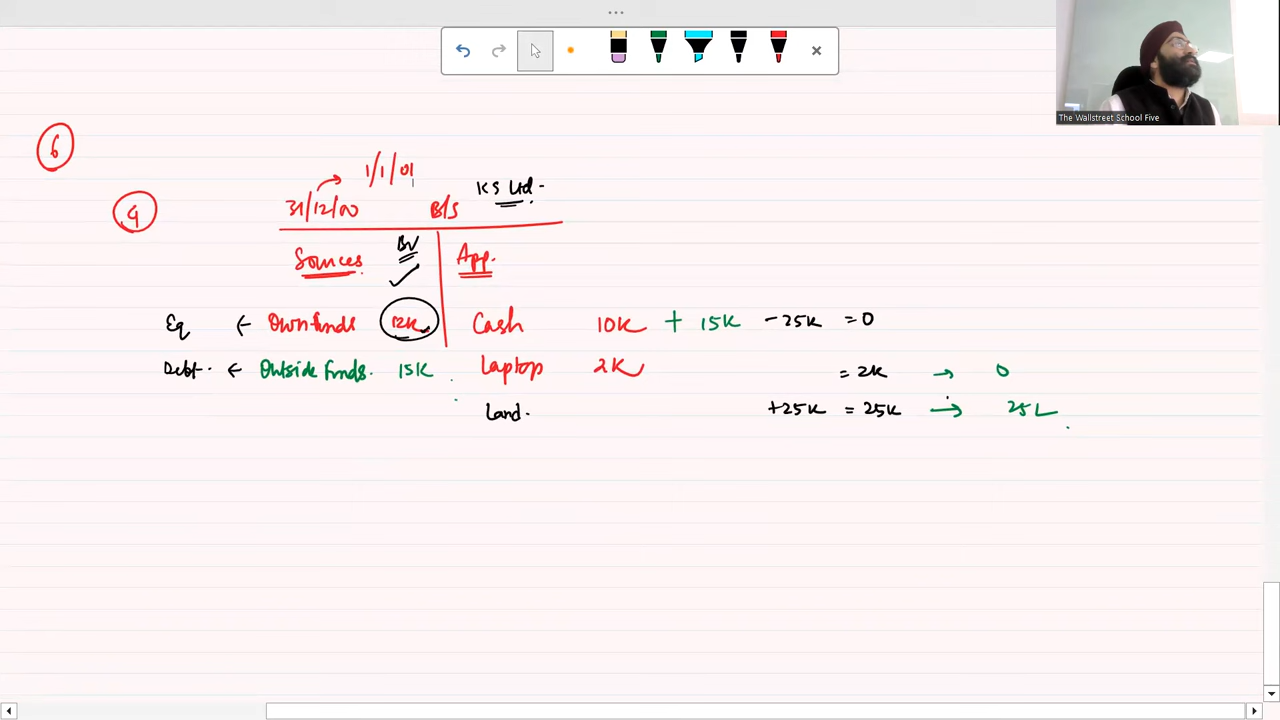 The Wallstreet School Five
6
1/1/01
9 31/12/00 B/S KS Ltd.
Sources BV App.
Eq ← Own funds 12K Cash 10K + 15K - 25K = 0
Debt ← Outside Funds. 15K Laptop 2K = 2K → 0
Land. +25K = 25K → 25L